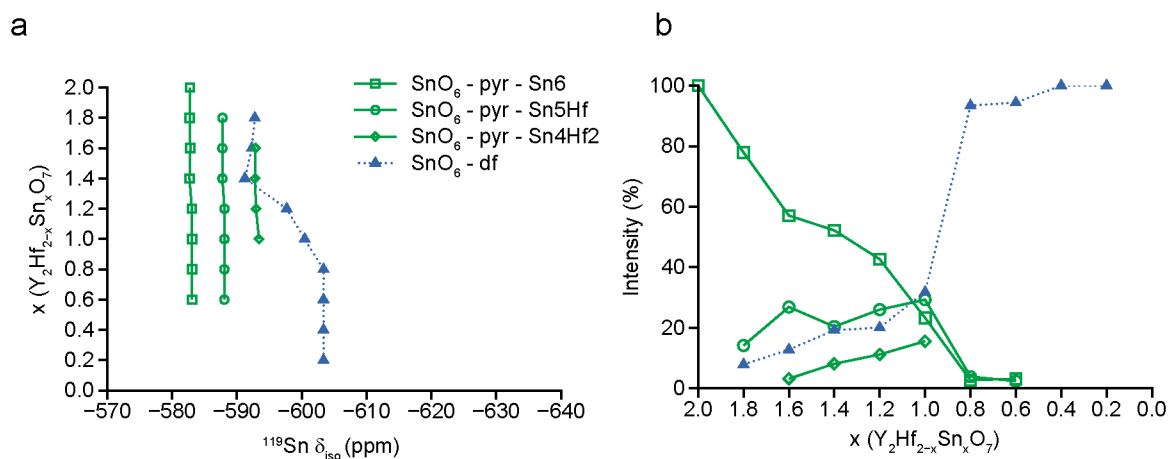 a
2.0
1.8
1.6
1.4
1.2
1.0
0.8
0.6
0.4
0.2
0.0
x (Y₂Hf₂₋ₓSnₓO₇)
−570 −580 −590 −600 −610 −620 −630 −640
¹¹⁹Sn δiso (ppm)
SnO₆ - pyr - Sn6
SnO₆ - pyr - Sn5Hf
SnO₆ - pyr - Sn4Hf2
SnO₆ - df
b
100
80
60
40
20
0
Intensity (%)
2.0 1.8 1.6 1.4 1.2 1.0 0.8 0.6 0.4 0.2 0.0
x (Y₂Hf₂₋ₓSnₓO₇)